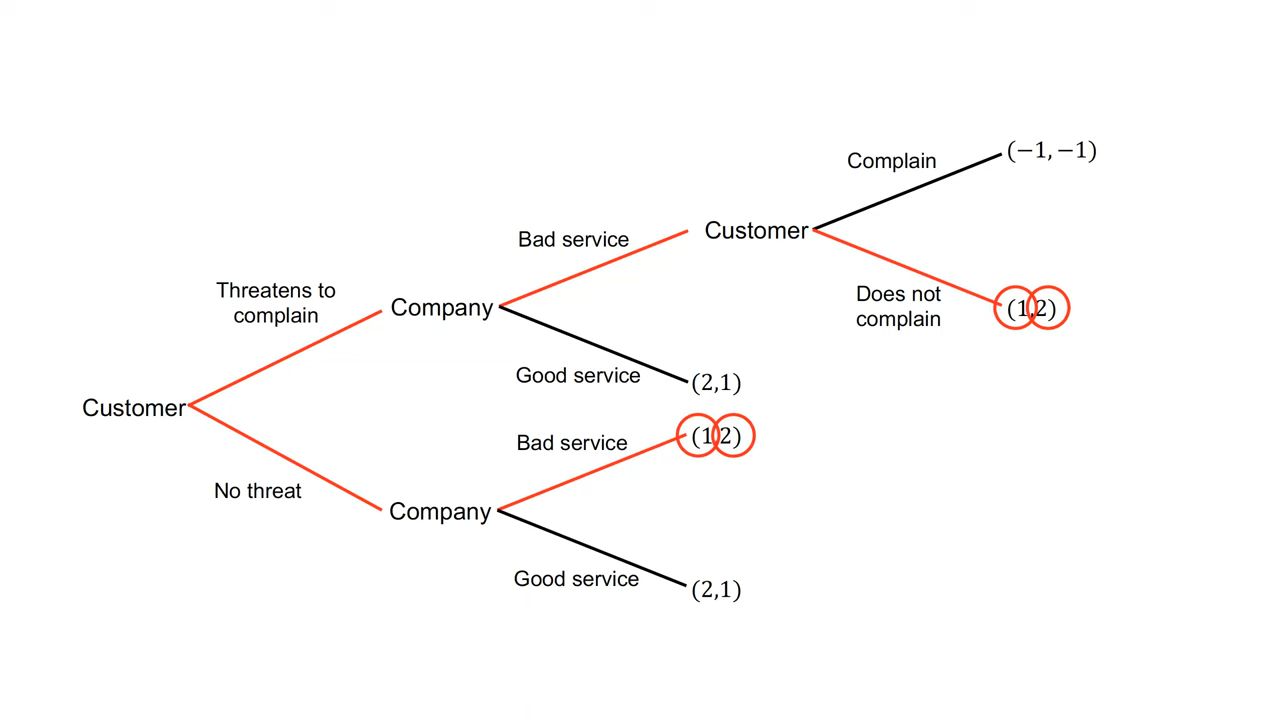 Complain
(−1, −1)
Bad service
Customer
Threatens to
complain
Company
Does not
complain
(1,2)
Good service
(2,1)
Customer
Bad service
(1,2)
No threat
Company
Good service
(2,1)